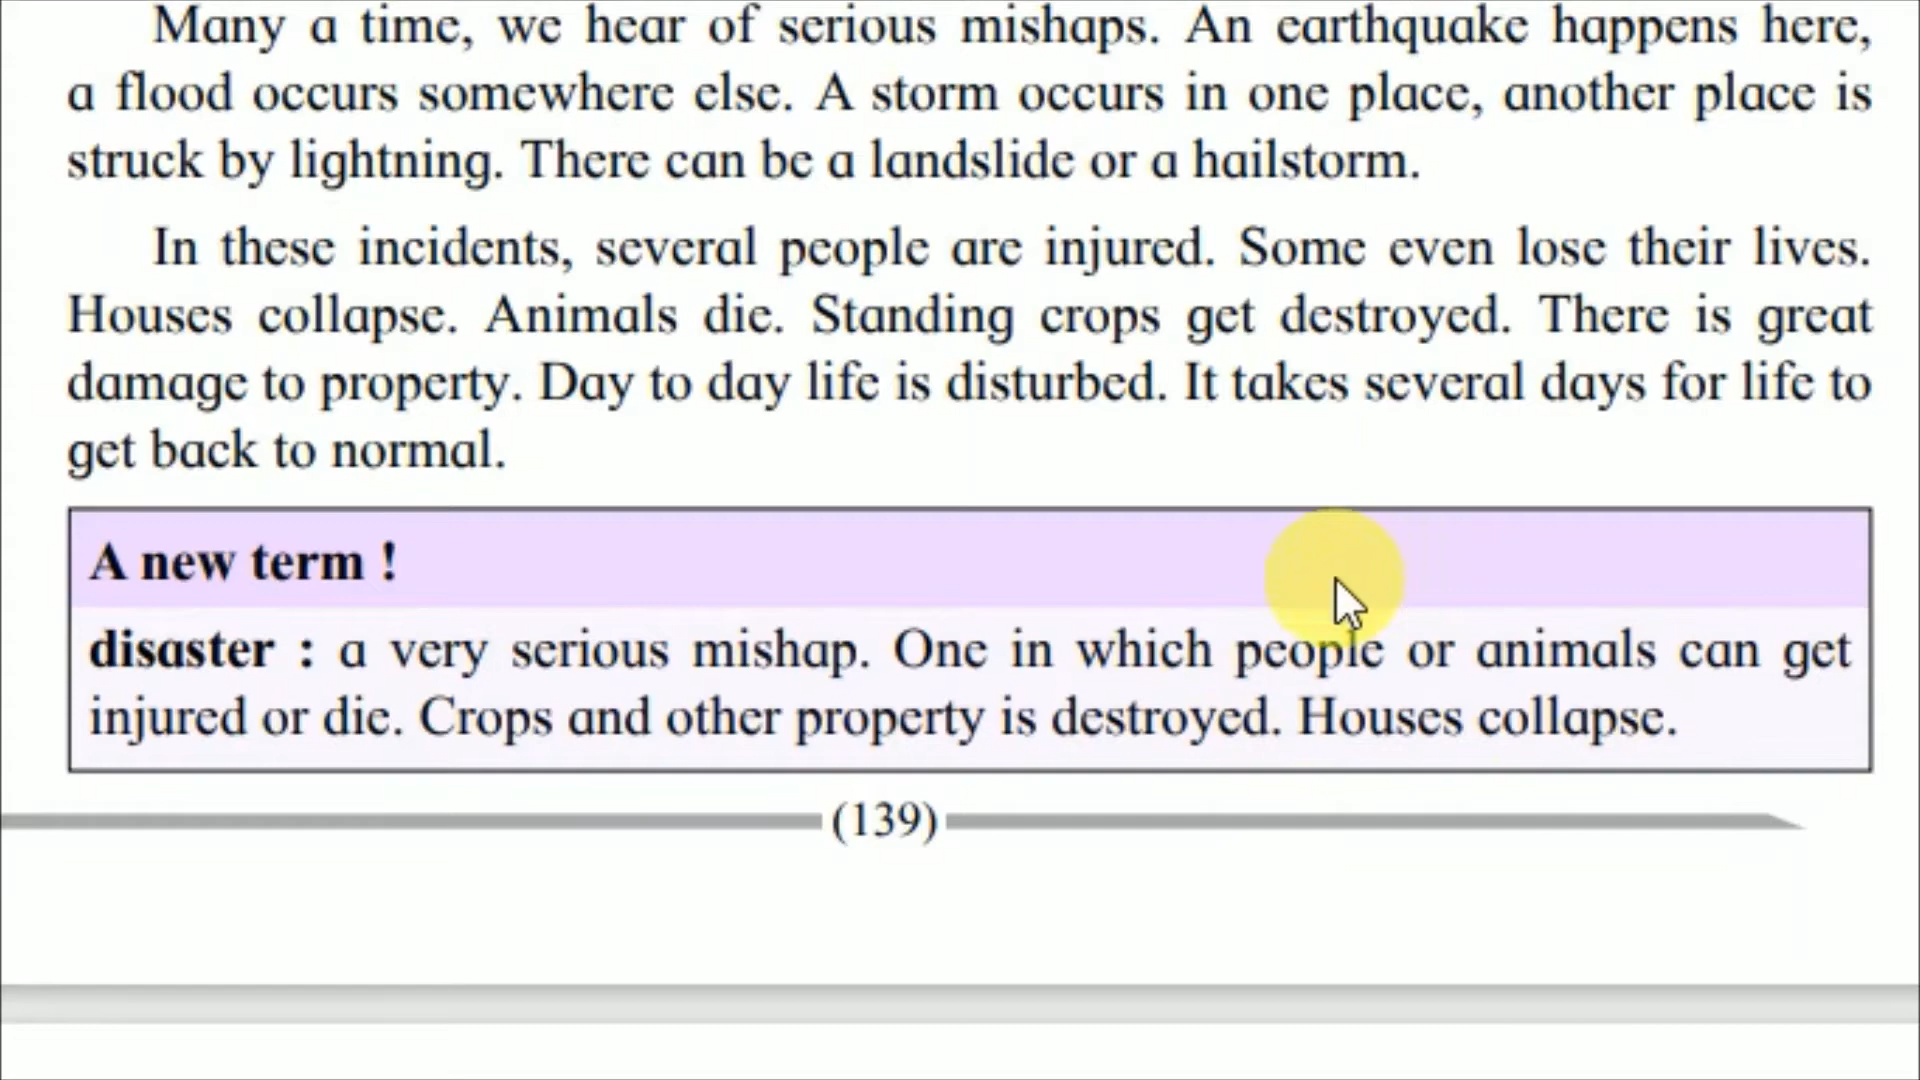 Many a time, we hear of serious mishaps. An earthquake happens here,
a flood occurs somewhere else. A storm occurs in one place, another place is
struck by lightning. There can be a landslide or a hailstorm.
In these incidents, several people are injured. Some even lose their lives.
Houses collapse. Animals die. Standing crops get destroyed. There is great
damage to property. Day to day life is disturbed. It takes several days for life to
get back to normal.
A new term !
disaster : a very serious mishap. One in which people or animals can get
injured or die. Crops and other property is destroyed. Houses collapse.
(139)